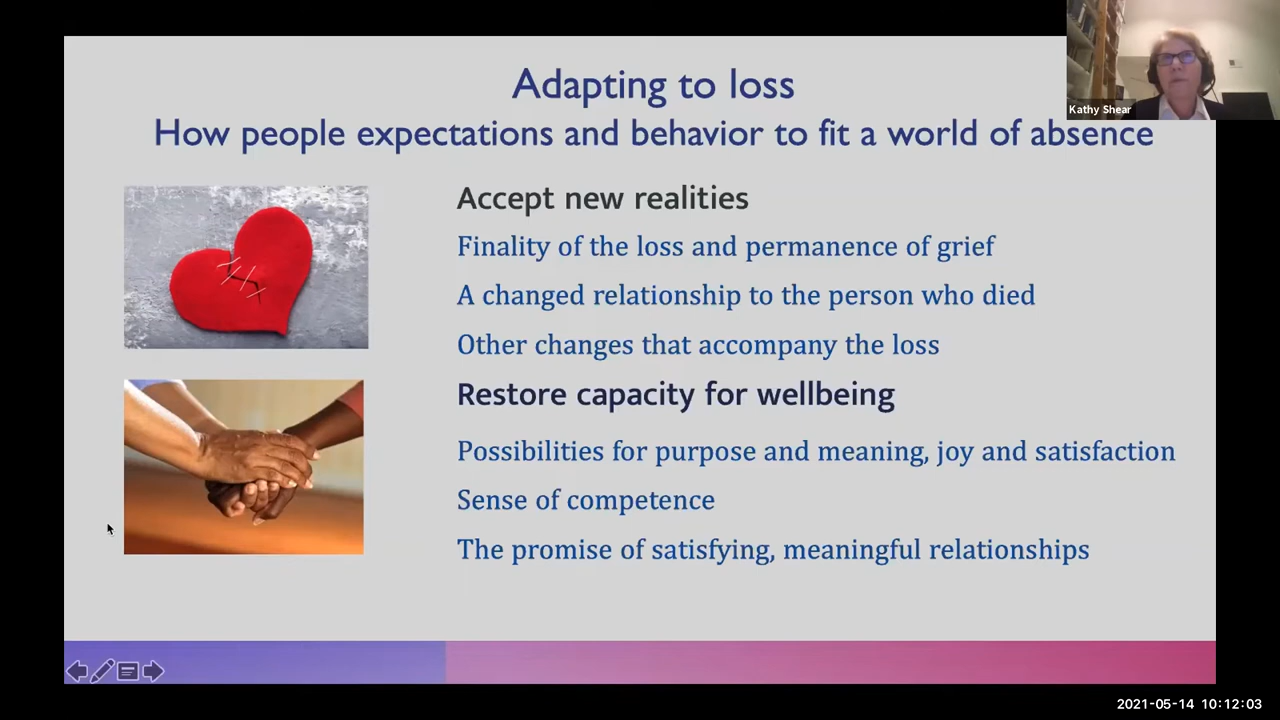 Kathy Shear
Adapting to loss
How people expectations and behavior to fit a world of absence
Accept new realities
Finality of the loss and permanence of grief
A changed relationship to the person who died
Other changes that accompany the loss
Restore capacity for wellbeing
Possibilities for purpose and meaning, joy and satisfaction
Sense of competence
The promise of satisfying, meaningful relationships
2021-05-14 10:12:03